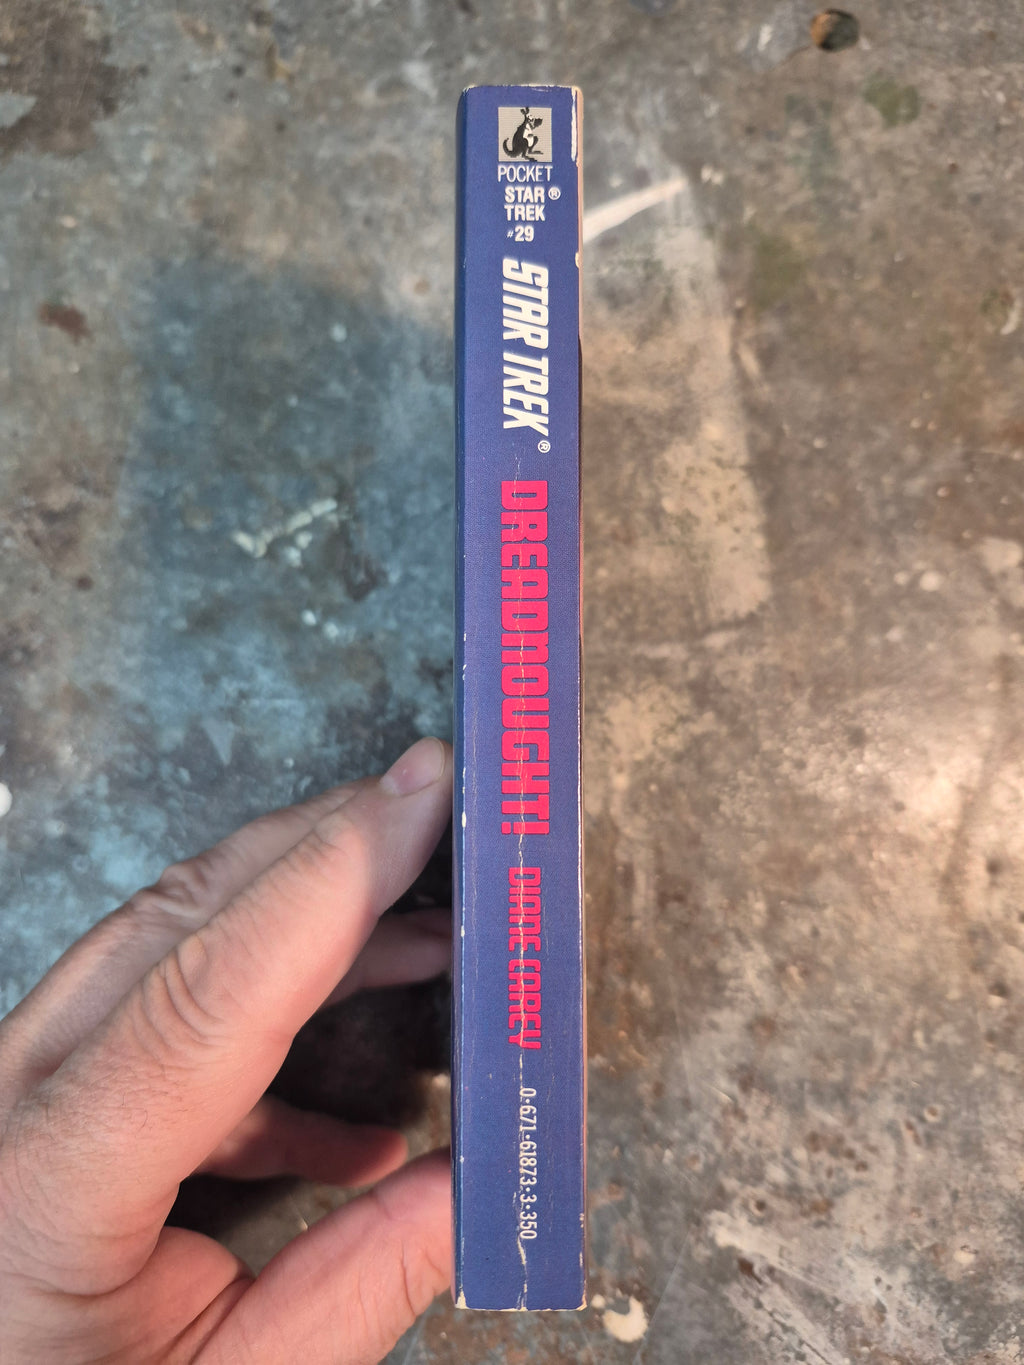 POCKET
STAR®
TREK
#29
STAR TREK®
DREADNOUGHT!
DIANE CAREY
0•671•61873•3•350